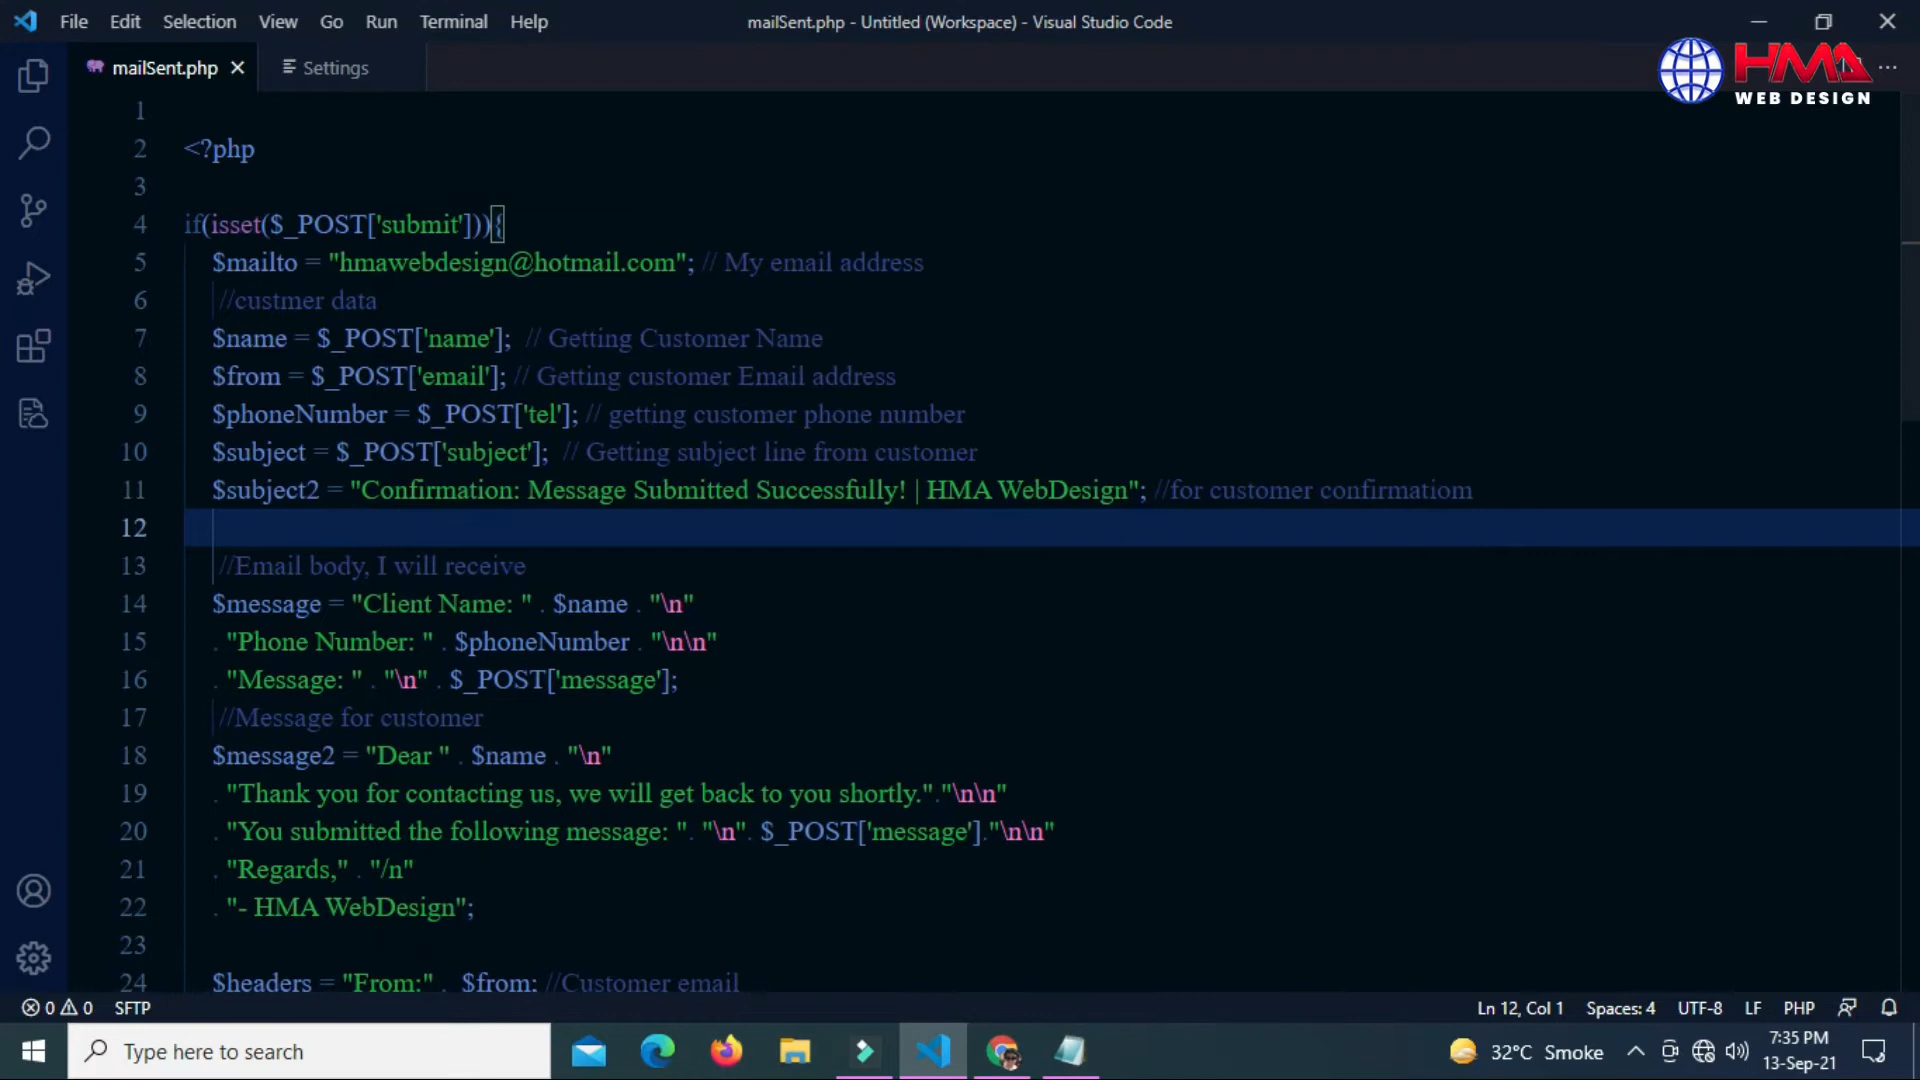 File Edit Selection View Go Run Terminal Help
mailSent.php - Untitled (Workspace) - Visual Studio Code
mailSent.php
Settings
HMA
WEB DESIGN
1
2 <?php
3
4 if(isset($_POST['submit'])){
5 $mailto = "hmawebdesign@hotmail.com"; // My email address
6 //custmer data
7 $name = $_POST['name']; // Getting Customer Name
8 $from = $_POST['email']; // Getting customer Email address
9 $phoneNumber = $_POST['tel']; // getting customer phone number
10 $subject = $_POST['subject']; // Getting subject line from customer
11 $subject2 = "Confirmation: Message Submitted Successfully! | HMA WebDesign"; //for customer confirmatiom
12
13 //Email body, I will receive
14 $message = "Client Name: " . $name . "\n"
15 . "Phone Number: " . $phoneNumber . "\n\n"
16 . "Message: " . "\n" . $_POST['message'];
17 //Message for customer
18 $message2 = "Dear " . $name . "\n"
19 . "Thank you for contacting us, we will get back to you shortly."."\n\n"
20 . "You submitted the following message: ". "\n". $_POST['message']."\n\n"
21 . "Regards," . "/n"
22 . "- HMA WebDesign";
23
24 $headers = "From:" . $from; //Customer email
0 0 SFTP
Ln 12, Col 1 Spaces: 4 UTF-8 LF PHP
Type here to search
32°C Smoke
7:35 PM
13-Sep-21